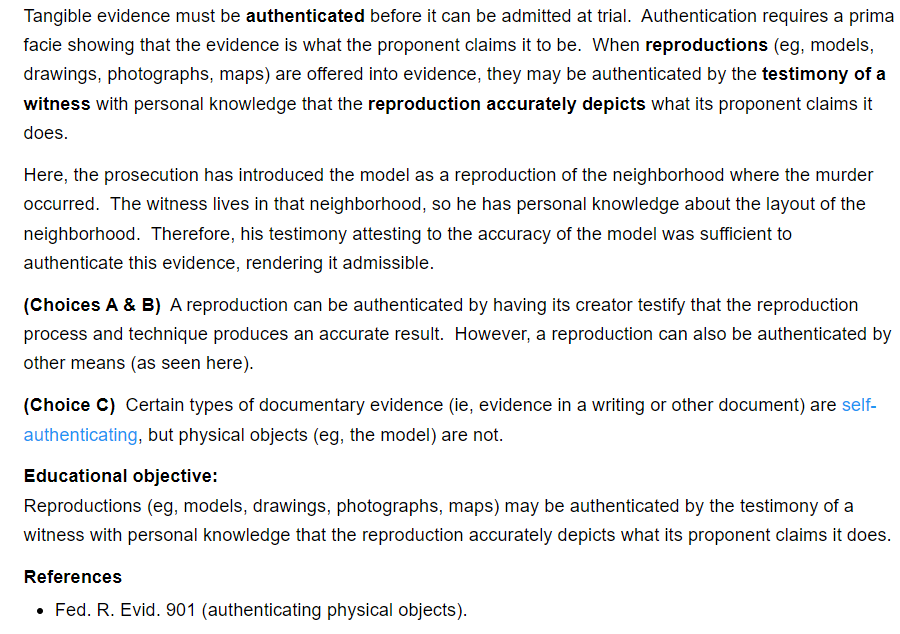 Tangible evidence must be authenticated before it can be admitted at trial.  Authentication requires a prima
facie showing that the evidence is what the proponent claims it to be.  When reproductions (eg, models,
drawings, photographs, maps) are offered into evidence, they may be authenticated by the testimony of a
witness with personal knowledge that the reproduction accurately depicts what its proponent claims it
does.
Here, the prosecution has introduced the model as a reproduction of the neighborhood where the murder
occurred.  The witness lives in that neighborhood, so he has personal knowledge about the layout of the
neighborhood.  Therefore, his testimony attesting to the accuracy of the model was sufficient to
authenticate this evidence, rendering it admissible.
(Choices A & B)  A reproduction can be authenticated by having its creator testify that the reproduction
process and technique produces an accurate result.  However, a reproduction can also be authenticated by
other means (as seen here).
(Choice C)  Certain types of documentary evidence (ie, evidence in a writing or other document) are self-
authenticating, but physical objects (eg, the model) are not.
Educational objective:
Reproductions (eg, models, drawings, photographs, maps) may be authenticated by the testimony of a
witness with personal knowledge that the reproduction accurately depicts what its proponent claims it does.
References
• Fed. R. Evid. 901 (authenticating physical objects).